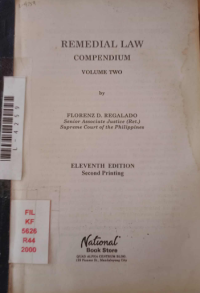 REMEDIAL LAW
COMPENDIUM
VOLUME TWO
by
FLORENZ D. REGALADO
Senior Associate Justice (Ret.)
Supreme Court of the Philippines
ELEVENTH EDITION
Second Printing
National
Book Store
FIL
KF
5626
R44
2000